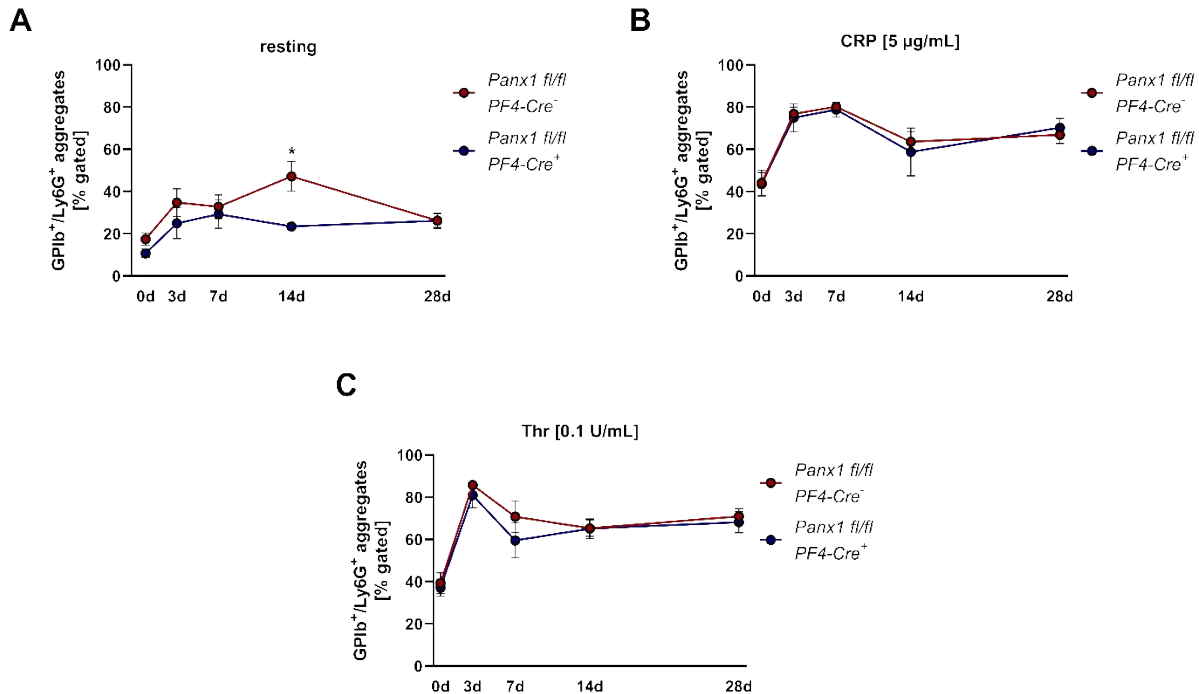 A
resting
GPIb⁺/Ly6G⁺ aggregates
[% gated]
100
80
60
40
20
0
*
0d 3d 7d 14d 28d
Panx1 fl/fl
PF4-Cre⁻
Panx1 fl/fl
PF4-Cre⁺
B
CRP [5 µg/mL]
GPIb⁺/Ly6G⁺ aggregates
[% gated]
100
80
60
40
20
0
0d 3d 7d 14d 28d
Panx1 fl/fl
PF4-Cre⁻
Panx1 fl/fl
PF4-Cre⁺
C
Thr [0.1 U/mL]
GPIb⁺/Ly6G⁺ aggregates
[% gated]
100
80
60
40
20
0
0d 3d 7d 14d 28d
Panx1 fl/fl
PF4-Cre⁻
Panx1 fl/fl
PF4-Cre⁺